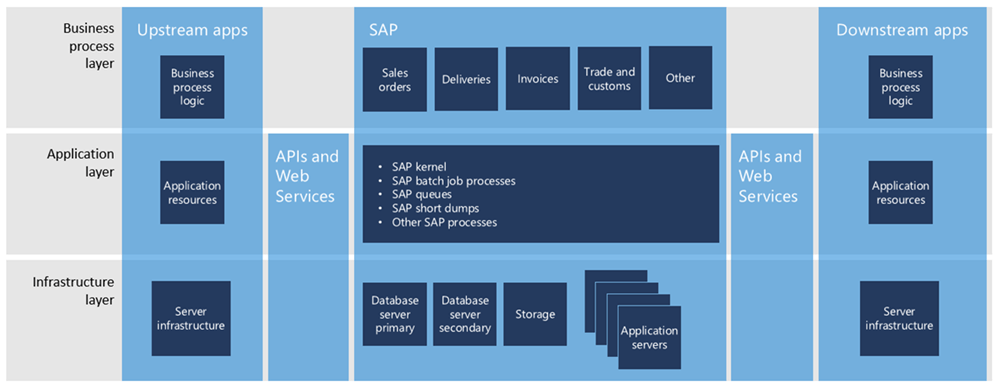 Business
process
layer
Upstream apps
Business
process
logic
SAP
Sales
orders
Deliveries
Invoices
Trade and
customs
Other
Downstream apps
Business
process
logic
Application
layer
Application
resources
APIs and
Web
Services
• SAP kernel
• SAP batch job processes
• SAP queues
• SAP short dumps
• Other SAP processes
APIs and
Web
Services
Application
resources
Infrastructure
layer
Server
infrastructure
Database
server
primary
Database
server
secondary
Storage
Application
servers
Server
infrastructure